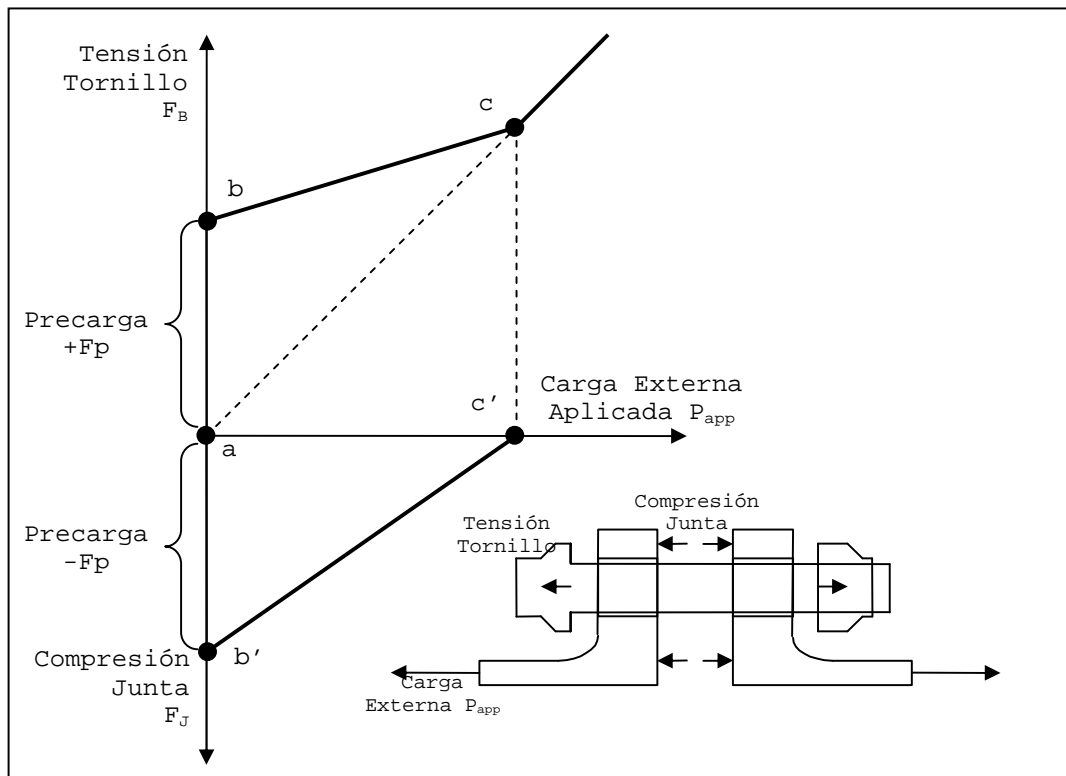 Tensión
Tornillo
F_B
c
b
Precarga
+Fp
Carga Externa
Aplicada P_app
c'
a
Precarga
-Fp
Compresión
Junta
Tensión
Tornillo
b'
Compresión
Junta
F_J
Carga
Externa P_app